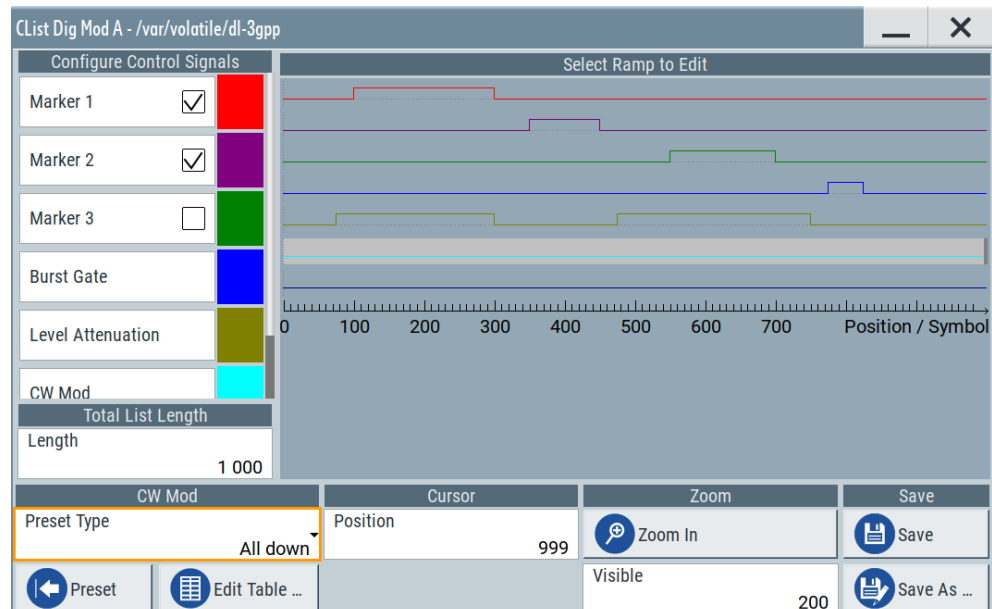 CList Dig Mod A - /var/volatile/dl-3gpp
Configure Control Signals
Marker 1
Marker 2
Marker 3
Burst Gate
Level Attenuation
CW Mod
Total List Length
Length
1 000
Select Ramp to Edit
0 100 200 300 400 500 600 700 Position / Symbol
CW Mod
Preset Type
All down
Preset
Edit Table ...
Cursor
Position
999
Zoom
Zoom In
Visible
200
Save
Save
Save As ...